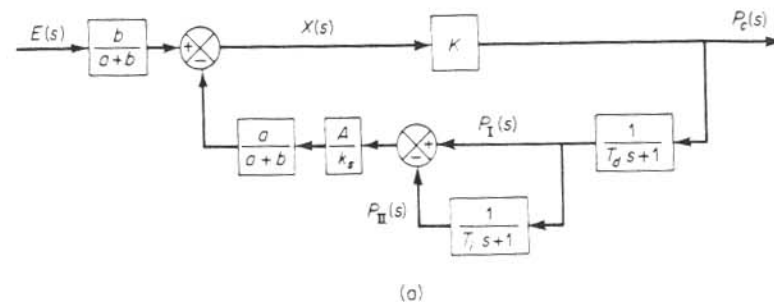 E(s)
b
a+b
+
−
X(s)
K
P_c(s)
a
a+b
A
k_s
+
−
P_I(s)
1
T_d s+1
P_II(s)
1
T_i s+1
(a)